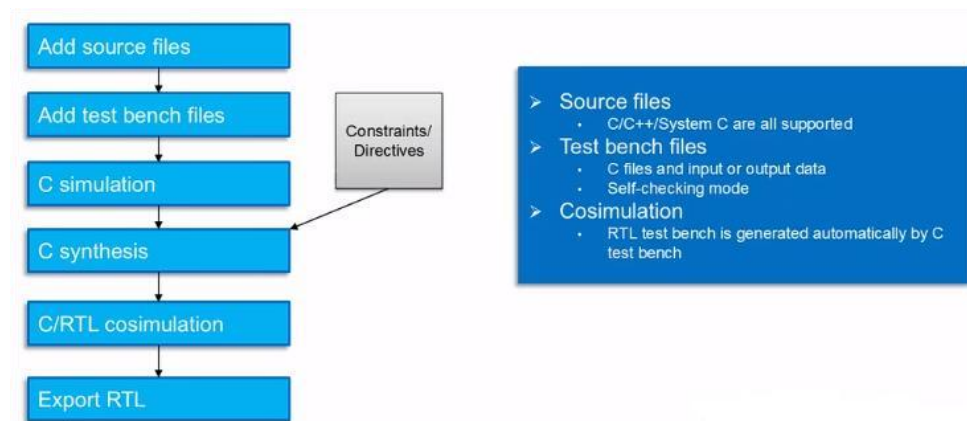 Add source files
Add test bench files
C simulation
C synthesis
C/RTL cosimulation
Export RTL
Constraints/
Directives
➢ Source files
• C/C++/System C are all supported
➢ Test bench files
• C files and input or output data
• Self-checking mode
➢ Cosimulation
• RTL test bench is generated automatically by C
test bench